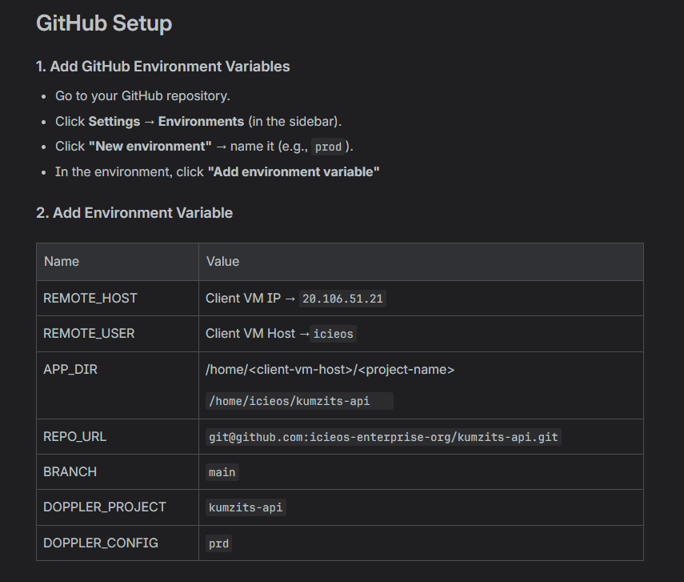 GitHub Setup
1. Add GitHub Environment Variables
• Go to your GitHub repository.
• Click Settings → Environments (in the sidebar).
• Click "New environment" → name it (e.g., prod ).
• In the environment, click "Add environment variable"
2. Add Environment Variable
Name Value
REMOTE_HOST Client VM IP → 20.106.51.21
REMOTE_USER Client VM Host → icieos
APP_DIR /home/<client-vm-host>/<project-name>
/home/icieos/kumzits-api
REPO_URL git@github.com:icieos-enterprise-org/kumzits-api.git
BRANCH main
DOPPLER_PROJECT kumzits-api
DOPPLER_CONFIG prd